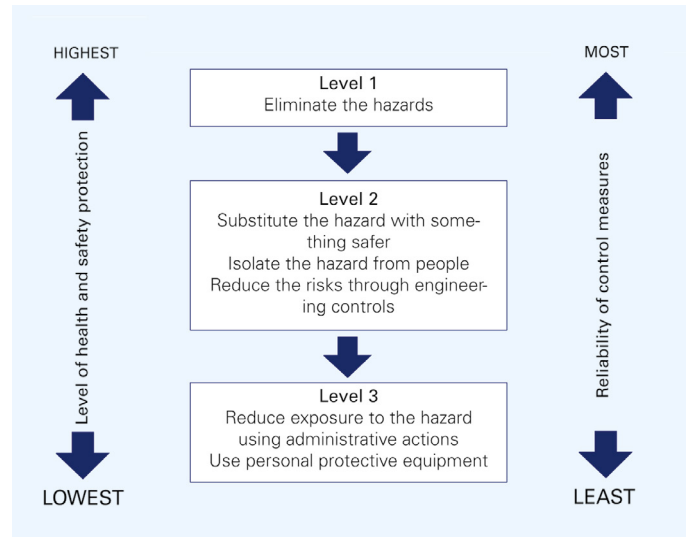 HIGHEST
MOST
Level 1
Eliminate the hazards
Level of health and safety protection
Level 2
Substitute the hazard with some-
thing safer
Isolate the hazard from people
Reduce the risks through engineer-
ing controls
Reliability of control measures
Level 3
Reduce exposure to the hazard
using administrative actions
Use personal protective equipment
LOWEST
LEAST